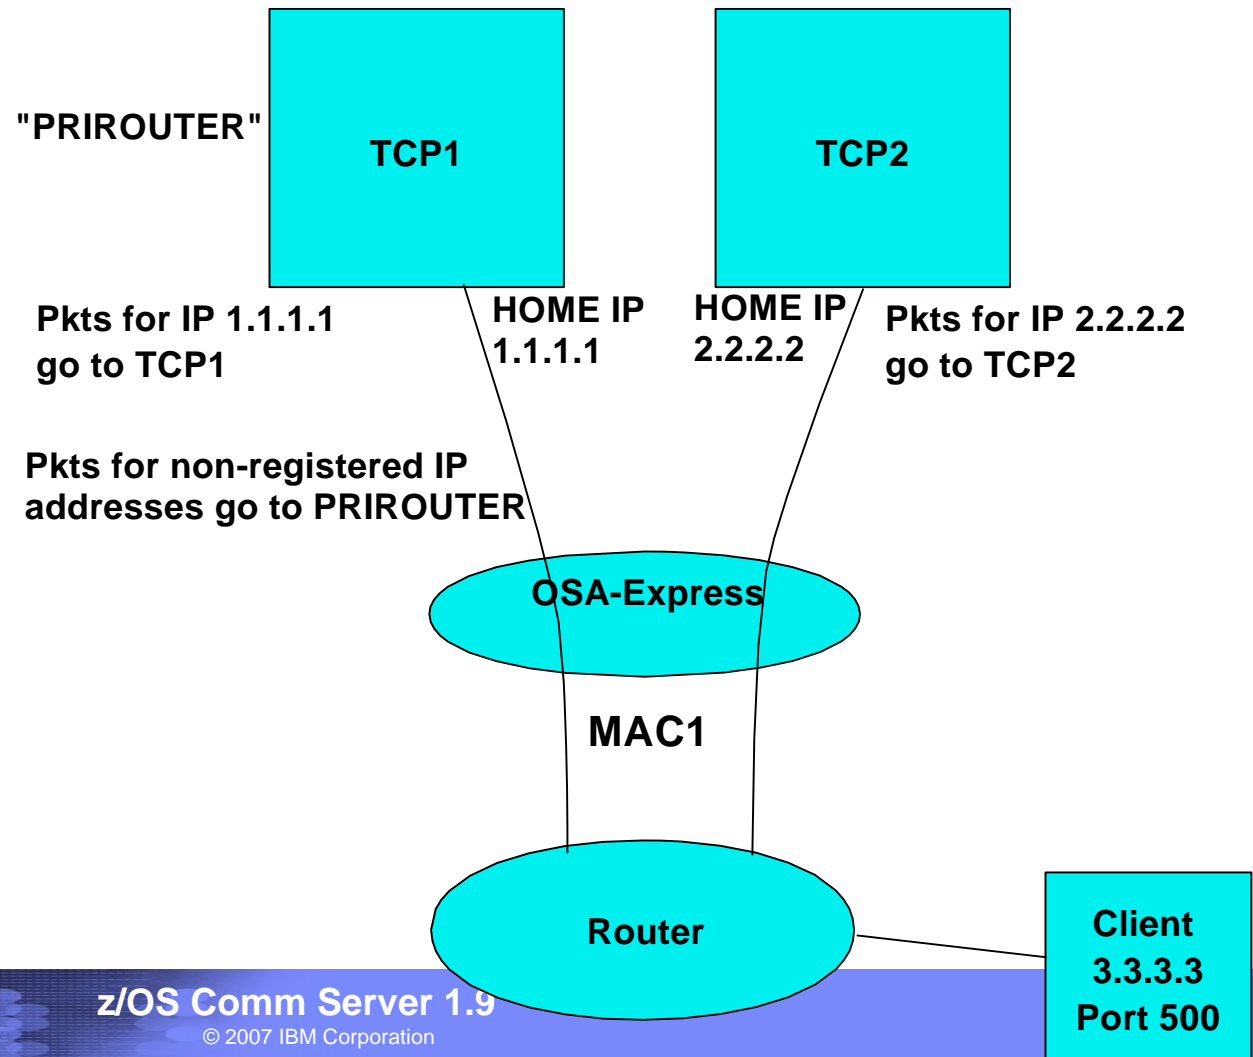 "PRIROUTER"
TCP1
TCP2
Pkts for IP 1.1.1.1
go to TCP1
HOME IP
1.1.1.1
HOME IP
2.2.2.2
Pkts for IP 2.2.2.2
go to TCP2
Pkts for non-registered IP
addresses go to PRIROUTER
OSA-Express
MAC1
Router
Client
3.3.3.3
Port 500
z/OS Comm Server 1.9
© 2007 IBM Corporation